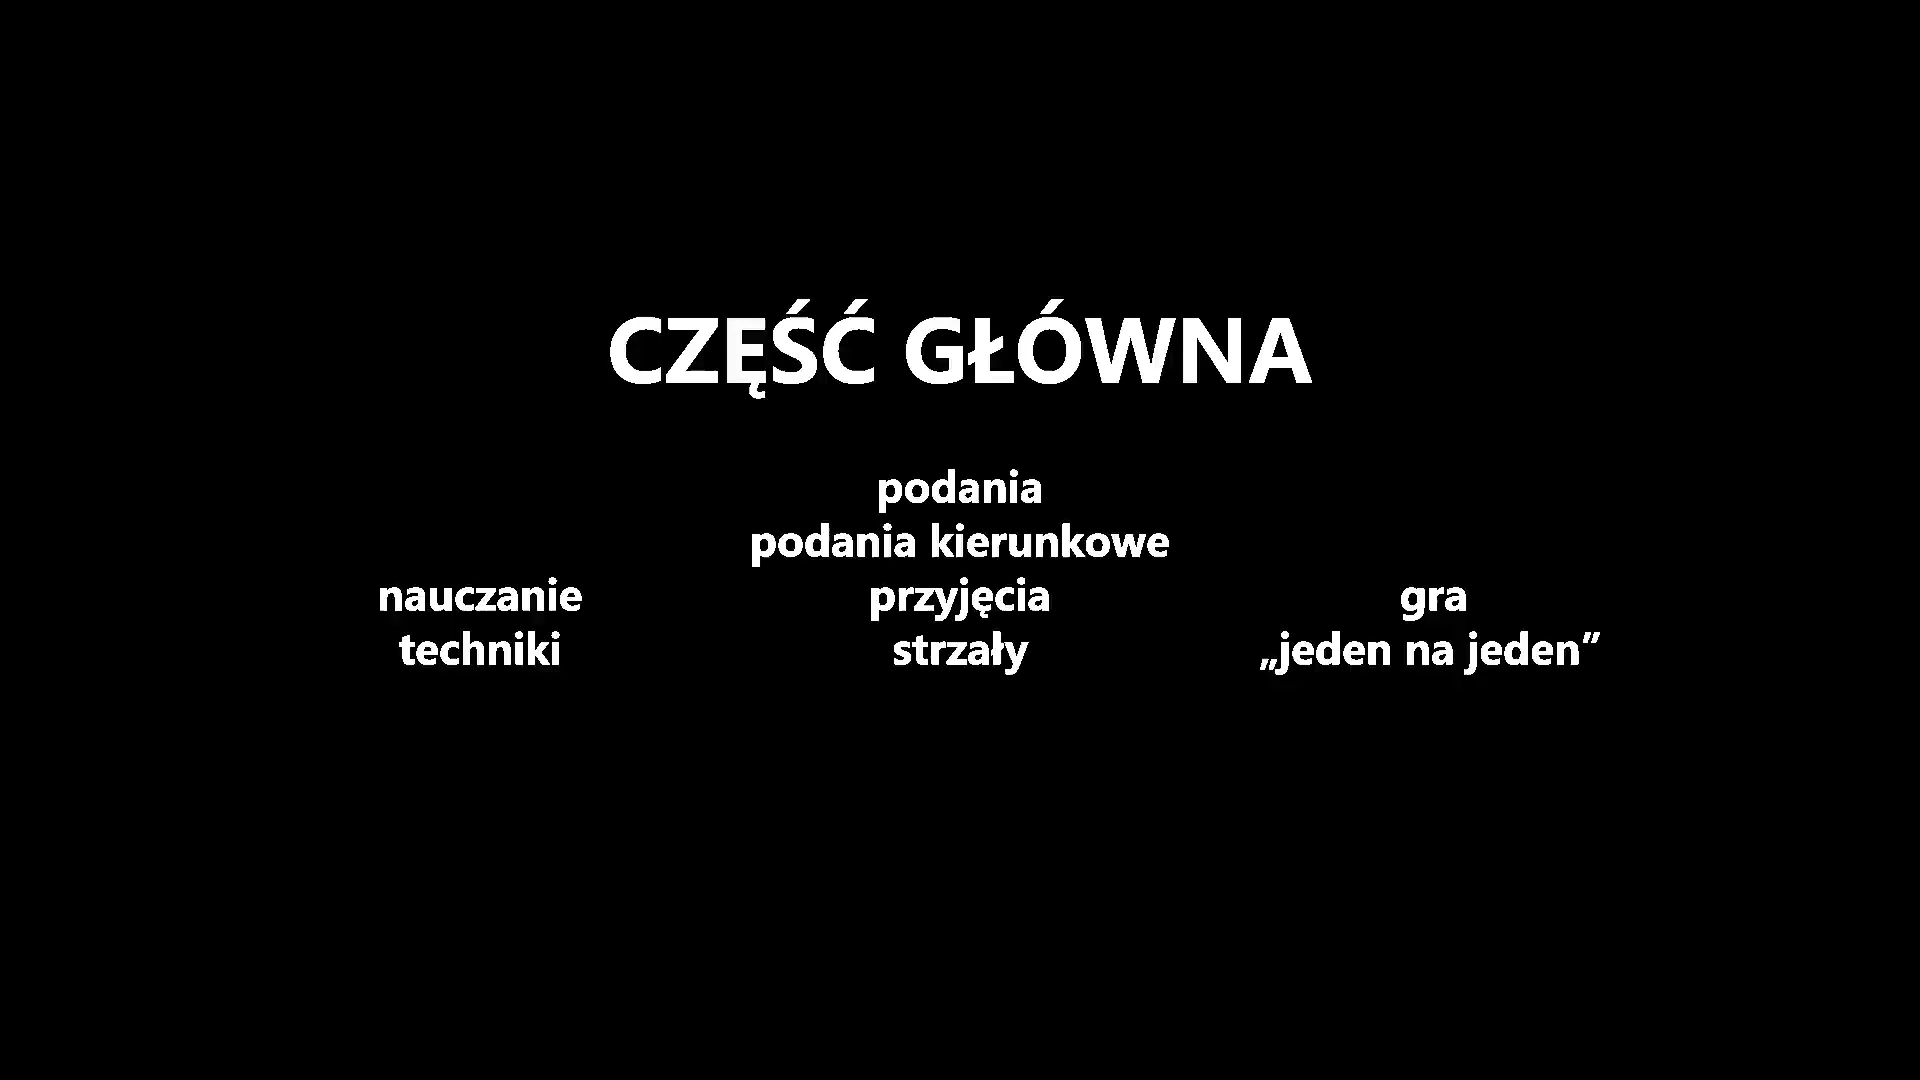 CZĘŚĆ GŁÓWNA
nauczanie
techniki
podania
podania kierunkowe
przyjęcia
strzały
gra
„jeden na jeden”